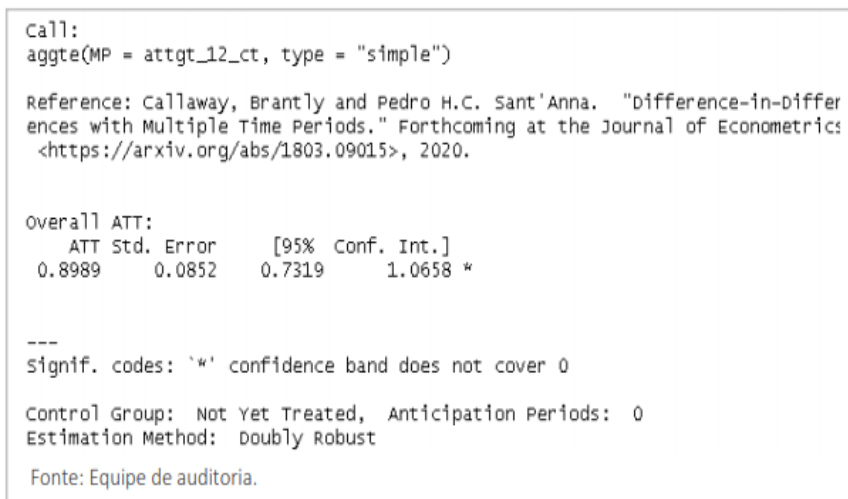 Call:
aggte(MP = attgt_12_ct, type = "simple")
Reference: Callaway, Brantly and Pedro H.C. Sant'Anna. "Difference-in-Differ
ences with Multiple Time Periods." Forthcoming at the Journal of Econometrics
<https://arxiv.org/abs/1803.09015>, 2020.
Overall ATT:
ATT Std. Error [95% Conf. Int.]
0.8989 0.0852 0.7319 1.0658 *
---
Signif. codes: `*' confidence band does not cover 0
Control Group: Not Yet Treated, Anticipation Periods: 0
Estimation Method: Doubly Robust
Fonte: Equipe de auditoria.